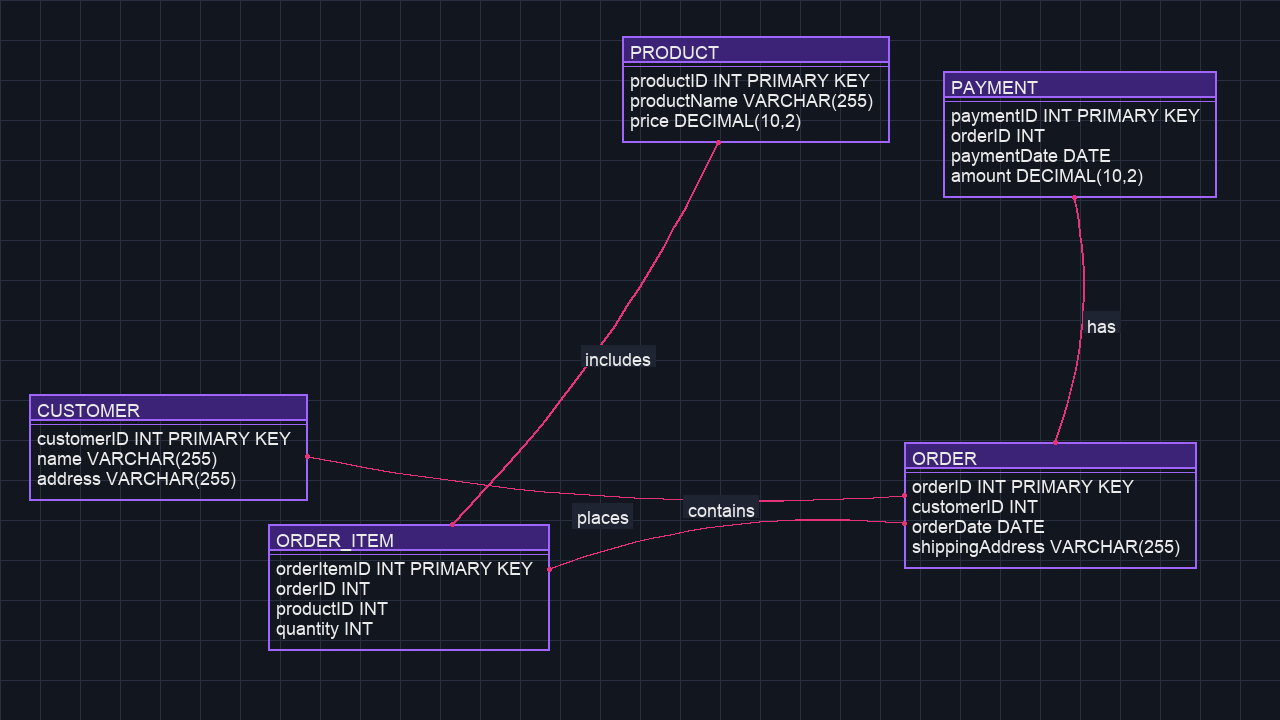 PRODUCT
productID INT PRIMARY KEY
productName VARCHAR(255)
price DECIMAL(10,2)
PAYMENT
paymentID INT PRIMARY KEY
orderID INT
paymentDate DATE
amount DECIMAL(10,2)
has
includes
CUSTOMER
customerID INT PRIMARY KEY
name VARCHAR(255)
address VARCHAR(255)
ORDER
orderID INT PRIMARY KEY
customerID INT
orderDate DATE
shippingAddress VARCHAR(255)
contains
places
ORDER_ITEM
orderItemID INT PRIMARY KEY
orderID INT
productID INT
quantity INT